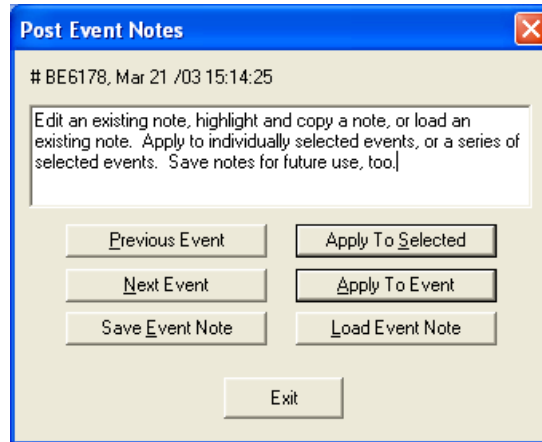 Post Event Notes
# BE6178, Mar 21 /03 15:14:25
Edit an existing note, highlight and copy a note, or load an
existing note.  Apply to individually selected events, or a series of
selected events.  Save notes for future use, too.
Previous Event
Apply To Selected
Next Event
Apply To Event
Save Event Note
Load Event Note
Exit